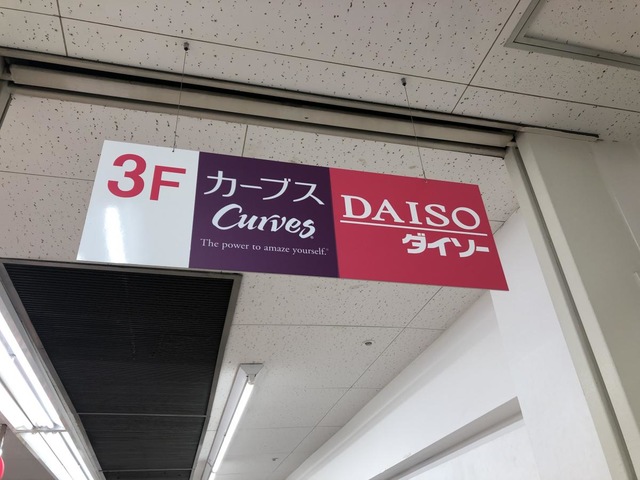 3F
カーブス
Curves
The power to amaze yourself.
DAISO
ダイソー